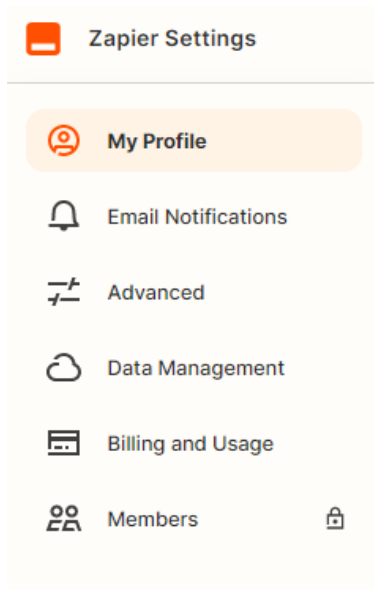 Zapier Settings
My Profile
Email Notifications
Advanced
Data Management
Billing and Usage
Members